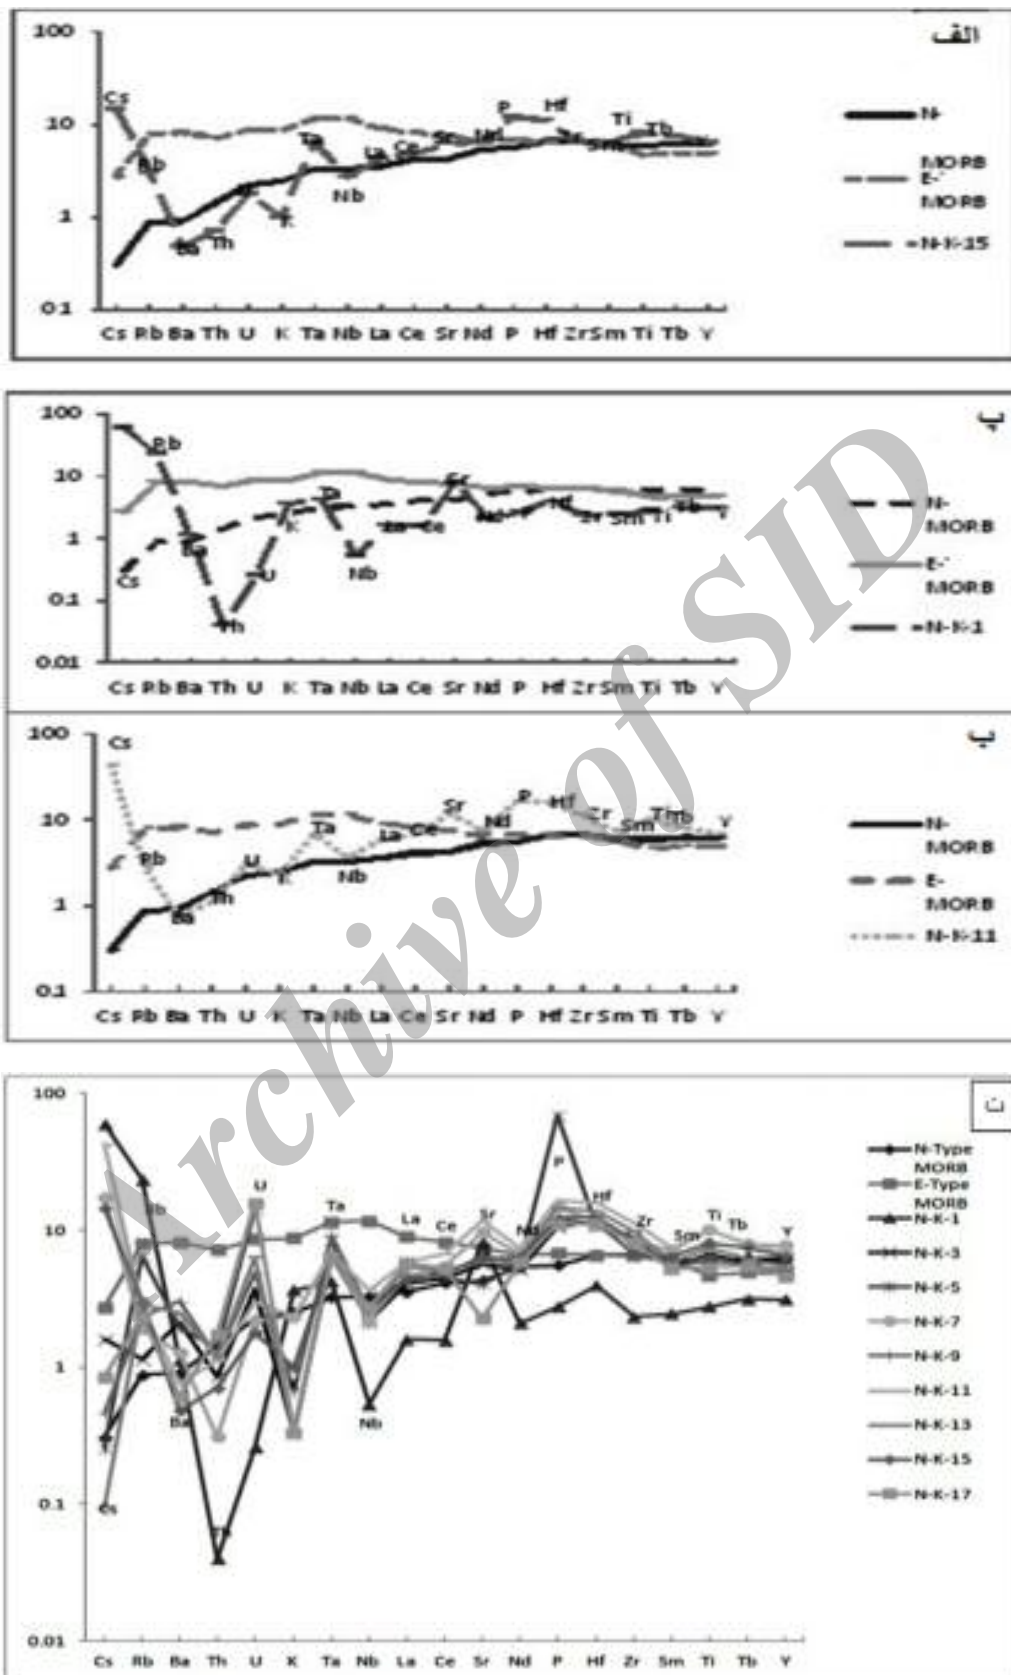 الف
100
10
1
0.1
Cs Rb Ba Th U K Ta Nb La Ce Sr Nd P Hf Zr Sm Ti Tb Y
Cs
Rb
Ba
Th
K
Ta
Nb
La
Ce
Sr
Nd
P
Hf
Zr
Sm
Ti
Tb
N-
MORB
E-
MORB
N-K-15
پ
100
10
1
0.1
0.01
Cs Rb Ba Th U K Ta Nb La Ce Sr Nd P Hf Zr Sm Ti Tb Y
Cs
Rb
Ba
Th
U
K
Ta
Nb
La
Ce
Sr
Nd
P
Hf
Zr
Sm
Ti
Tb
Y
N-
MORB
E-
MORB
N-K-1
ب
100
10
1
0.1
Cs Rb Ba Th U K Ta Nb La Ce Sr Nd P Hf Zr Sm Ti Tb Y
Cs
Rb
Ba
Th
U
K
Ta
Nb
La
Ce
Sr
Nd
P
Hf
Zr
Sm
Tb
Y
N-
MORB
E-
MORB
N-K-11
ت
100
10
1
0.1
0.01
Cs Rb Ba Th U K Ta Nb La Ce Sr Nd P Hf Zr Sm Ti Tb Y
Cs
Rb
Ba
Th
U
Ta
Nb
La
Ce
Sr
Nd
P
Hf
Zr
Sm
Ti
Tb
Y
N-Type
MORB
E-Type
MORB
N-K-1
N-K-3
N-K-5
N-K-7
N-K-9
N-K-11
N-K-13
N-K-15
N-K-17
Archive of SID